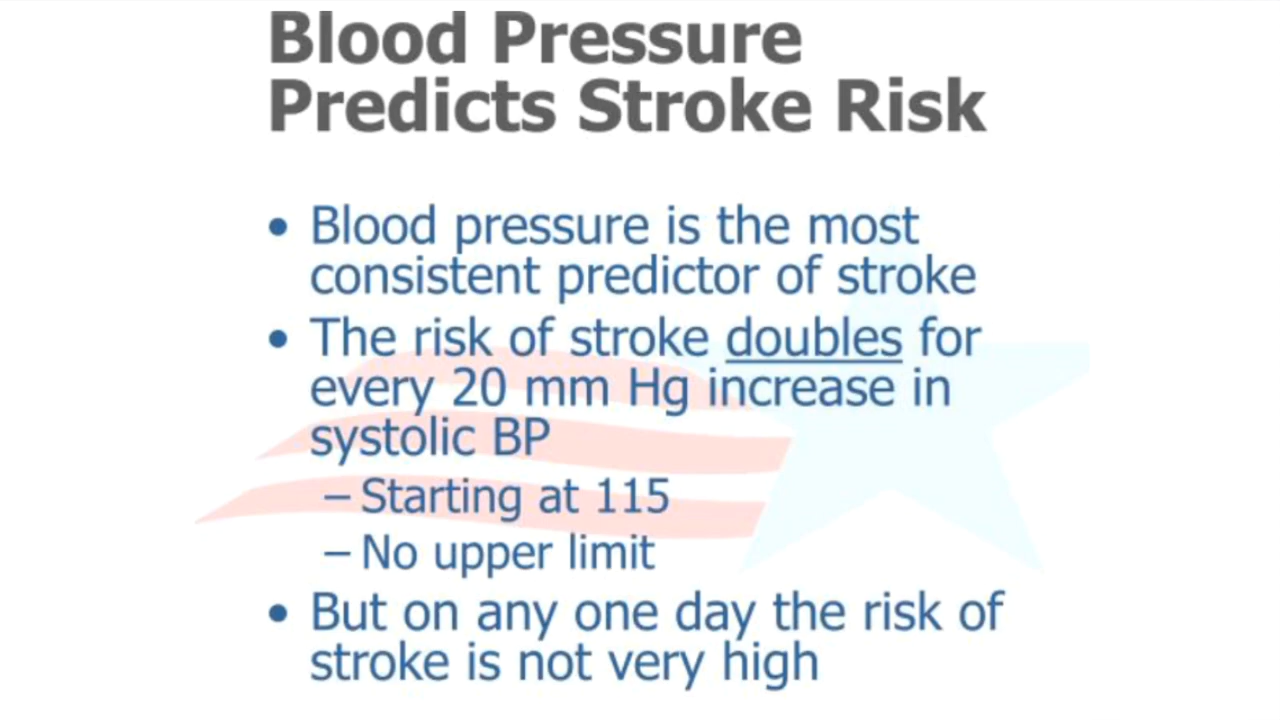 Blood Pressure
Predicts Stroke Risk
• Blood pressure is the most
consistent predictor of stroke
• The risk of stroke doubles for
every 20 mm Hg increase in
systolic BP
– Starting at 115
– No upper limit
• But on any one day the risk of
stroke is not very high